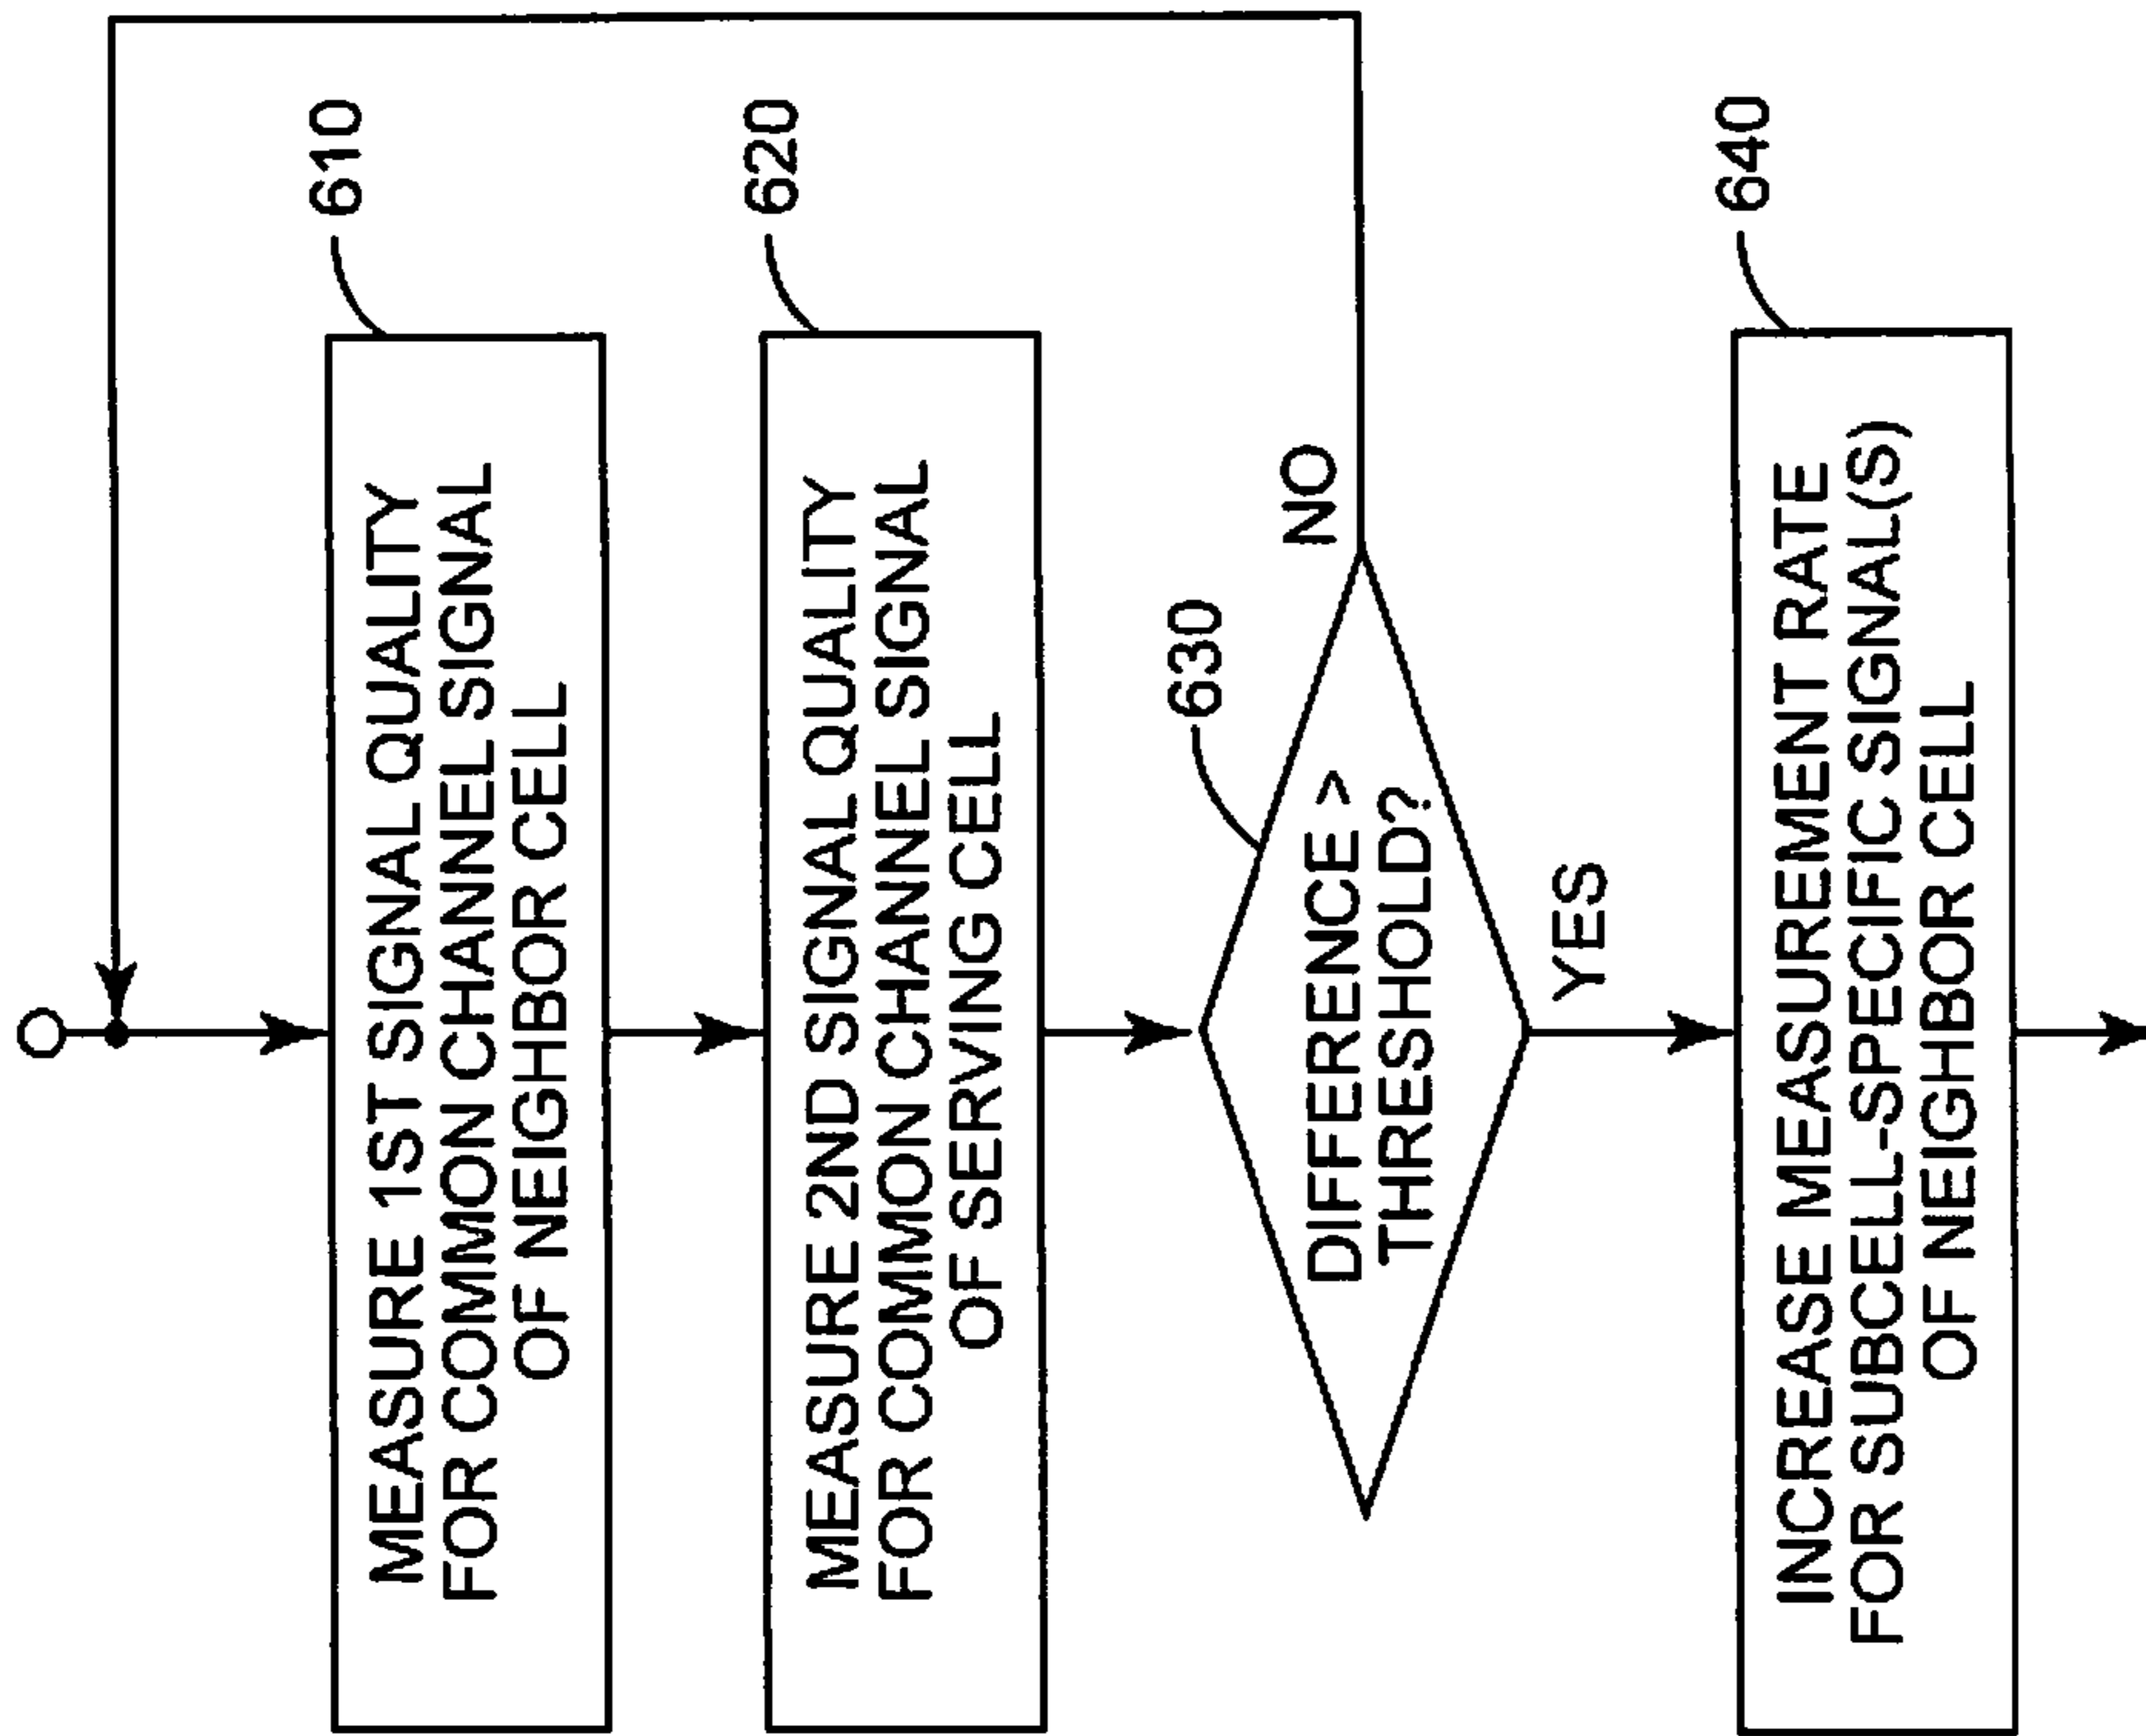 610
MEASURE 1ST SIGNAL QUALITY
FOR COMMON CHANNEL SIGNAL
OF NEIGHBOR CELL
620
MEASURE 2ND SIGNAL QUALITY
FOR COMMON CHANNEL SIGNAL
OF SERVING CELL
630
DIFFERENCE >
THRESHOLD?
NO
YES
640
INCREASE MEASUREMENT RATE
FOR SUBCELL-SPECIFIC SIGNAL(S)
OF NEIGHBOR CELL